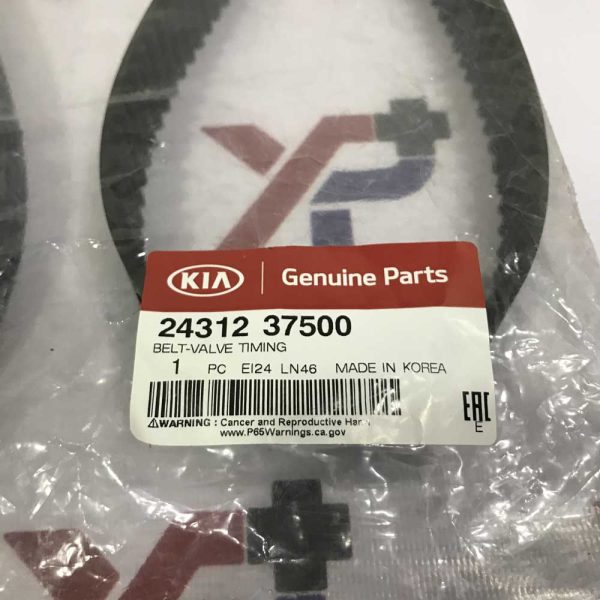 YP
KIA Genuine Parts
24312 37500
BELT-VALVE TIMING
1 PC EI24 LN46 MADE IN KOREA
EAC
E
⚠WARNING : Cancer and Reproductive Harm
www.P65Warnings.ca.gov